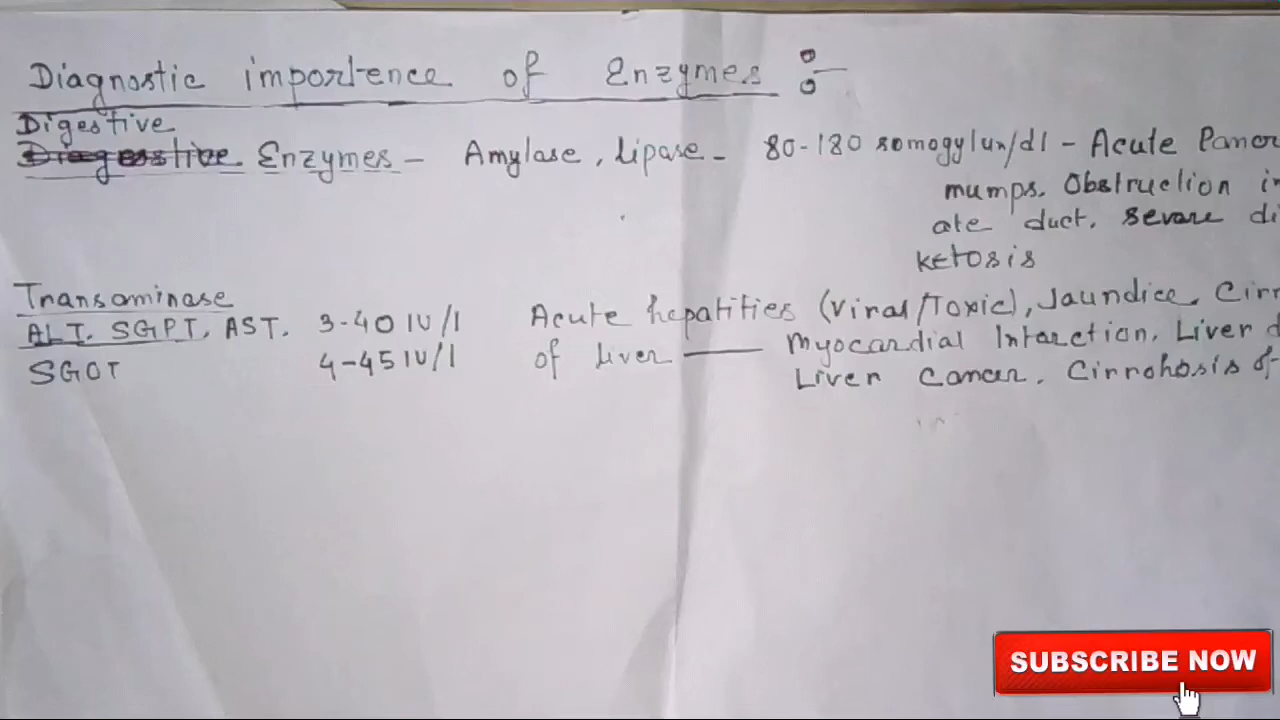 Diagnostic importence of Enzymes :-
Digestive
Enzymes - Amylase, Lipase - 80-180 somogylun/dl - Acute Pancr
mumps. Obstruction in
ate duct. Severe di
ketosis
Transaminase
ALT. SGPT. AST. 3-40 IU/l Acute hepatities (Viral/Toxic), Jaundice. Cirr
SGOT 4-45 IU/l of liver — Myocardial Intarction. Liver
Liver Cancer. Cirrohosis of
SUBSCRIBE NOW